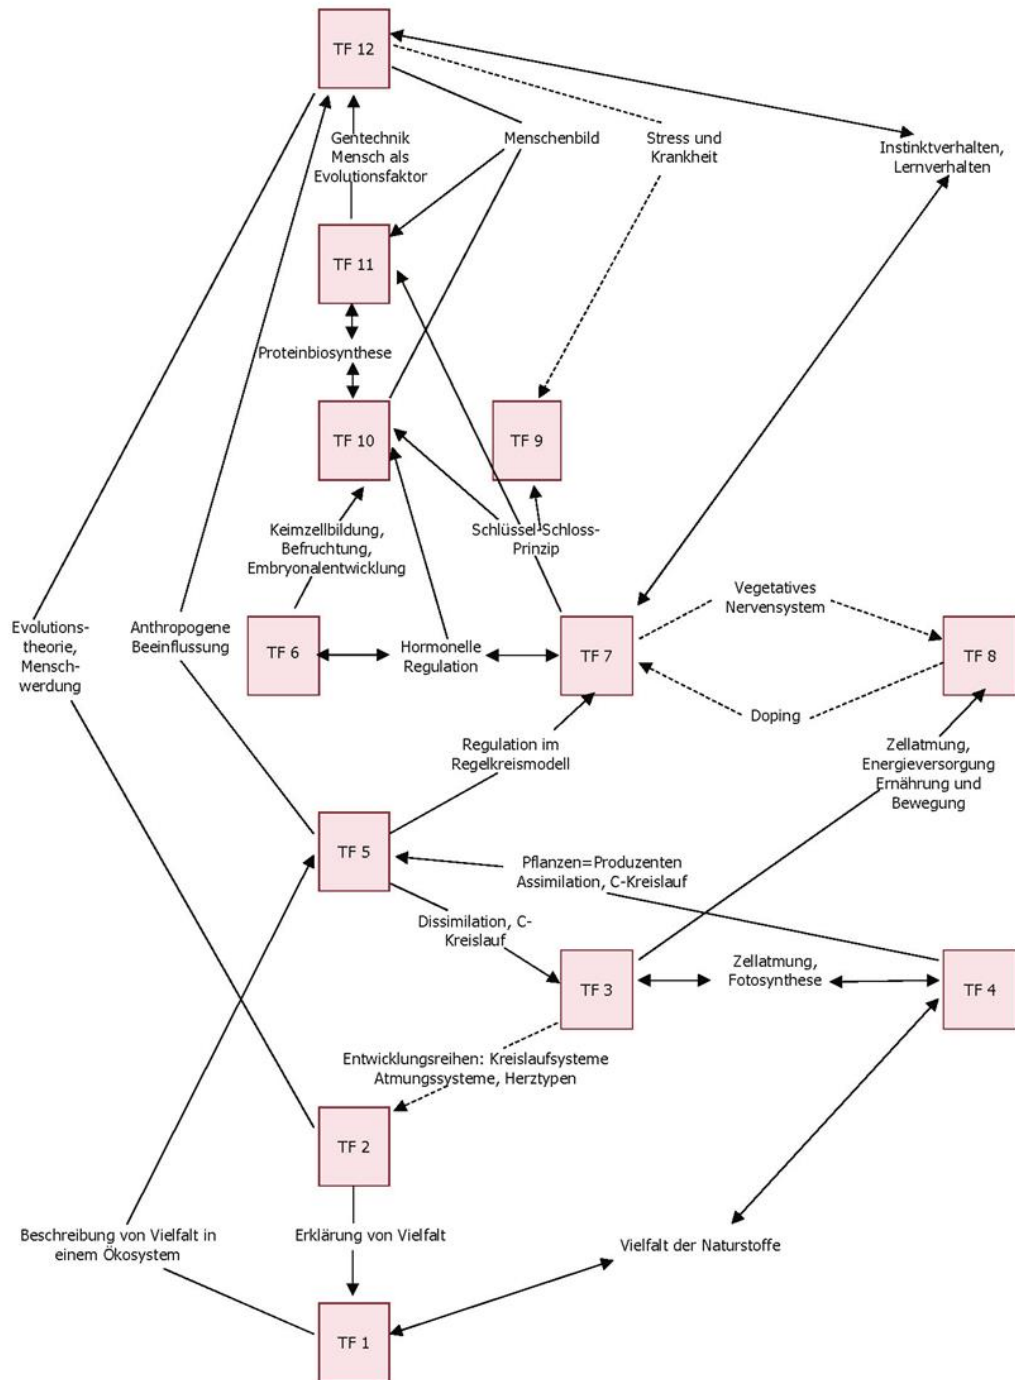 TF 12
Gentechnik
Mensch als
Evolutionsfaktor
Menschenbild
Stress und
Krankheit
Instinktverhalten,
Lernverhalten
TF 11
Proteinbiosynthese
TF 10
TF 9
Keimzellbildung,
Befruchtung,
Embryonalentwicklung
Schlüssel-Schloss-
Prinzip
Evolutions-
theorie,
Mensch-
werdung
Anthropogene
Beeinflussung
TF 6
Hormonelle
Regulation
TF 7
Vegetatives
Nervensystem
TF 8
Doping
Regulation im
Regelkreismodell
Zellatmung,
Energieversorgung
Ernährung und
Bewegung
TF 5
Pflanzen=Produzenten
Assimilation, C-Kreislauf
Dissimilation, C-
Kreislauf
TF 3
Zellatmung,
Fotosynthese
TF 4
Entwicklungsreihen: Kreislaufsysteme
Atmungssysteme, Herztypen
TF 2
Beschreibung von Vielfalt in
einem Ökosystem
Erklärung von Vielfalt
Vielfalt der Naturstoffe
TF 1